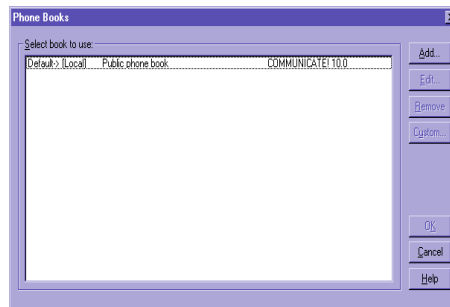 Phone Books
Select book to use:
Default-> (Local) Public phone book COMMUNICATE! 10.0
Add...
Edit...
Remove
Custom...
OK
Cancel
Help